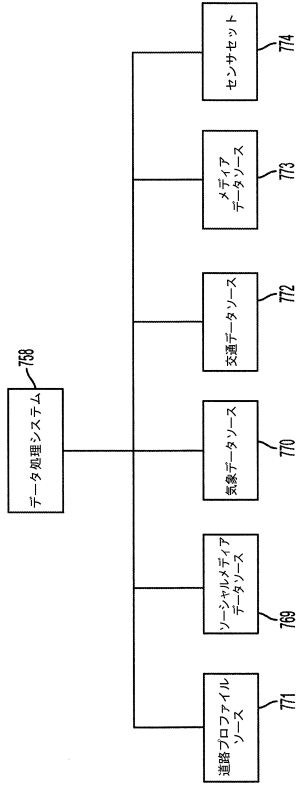 データ処理システム
758
道路プロファイル
ソース
771
ソーシャルメディア
データソース
769
気象データソース
770
交通データソース
772
メディア
データソース
773
センサセット
774